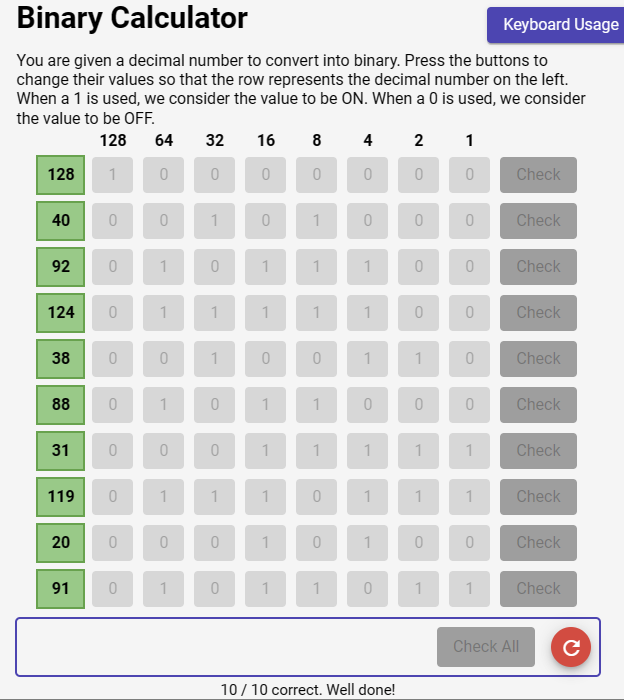 Binary Calculator
Keyboard Usage
You are given a decimal number to convert into binary. Press the buttons to
change their values so that the row represents the decimal number on the left.
When a 1 is used, we consider the value to be ON. When a 0 is used, we consider
the value to be OFF.
128 64 32 16 8 4 2 1
128 1 0 0 0 0 0 0 0 Check
40 0 0 1 0 1 0 0 0 Check
92 0 1 0 1 1 1 0 0 Check
124 0 1 1 1 1 1 0 0 Check
38 0 0 1 0 0 1 1 0 Check
88 0 1 0 1 1 0 0 0 Check
31 0 0 0 1 1 1 1 1 Check
119 0 1 1 1 0 1 1 1 Check
20 0 0 0 1 0 1 0 0 Check
91 0 1 0 1 1 0 1 1 Check
Check All
10 / 10 correct. Well done!